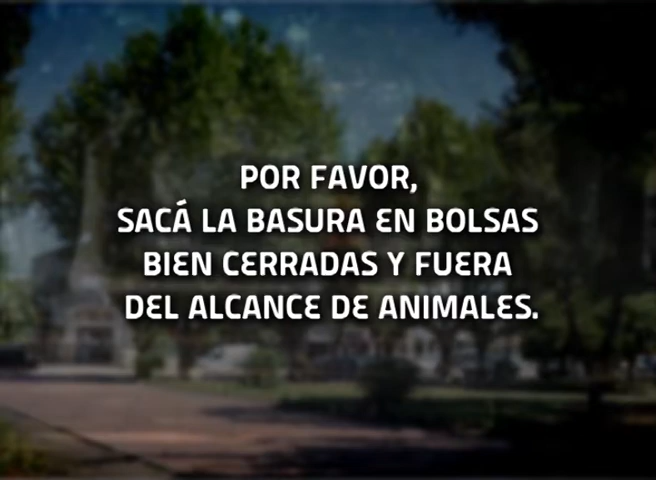 POR FAVOR,
SACÁ LA BASURA EN BOLSAS
BIEN CERRADAS Y FUERA
DEL ALCANCE DE ANIMALES.